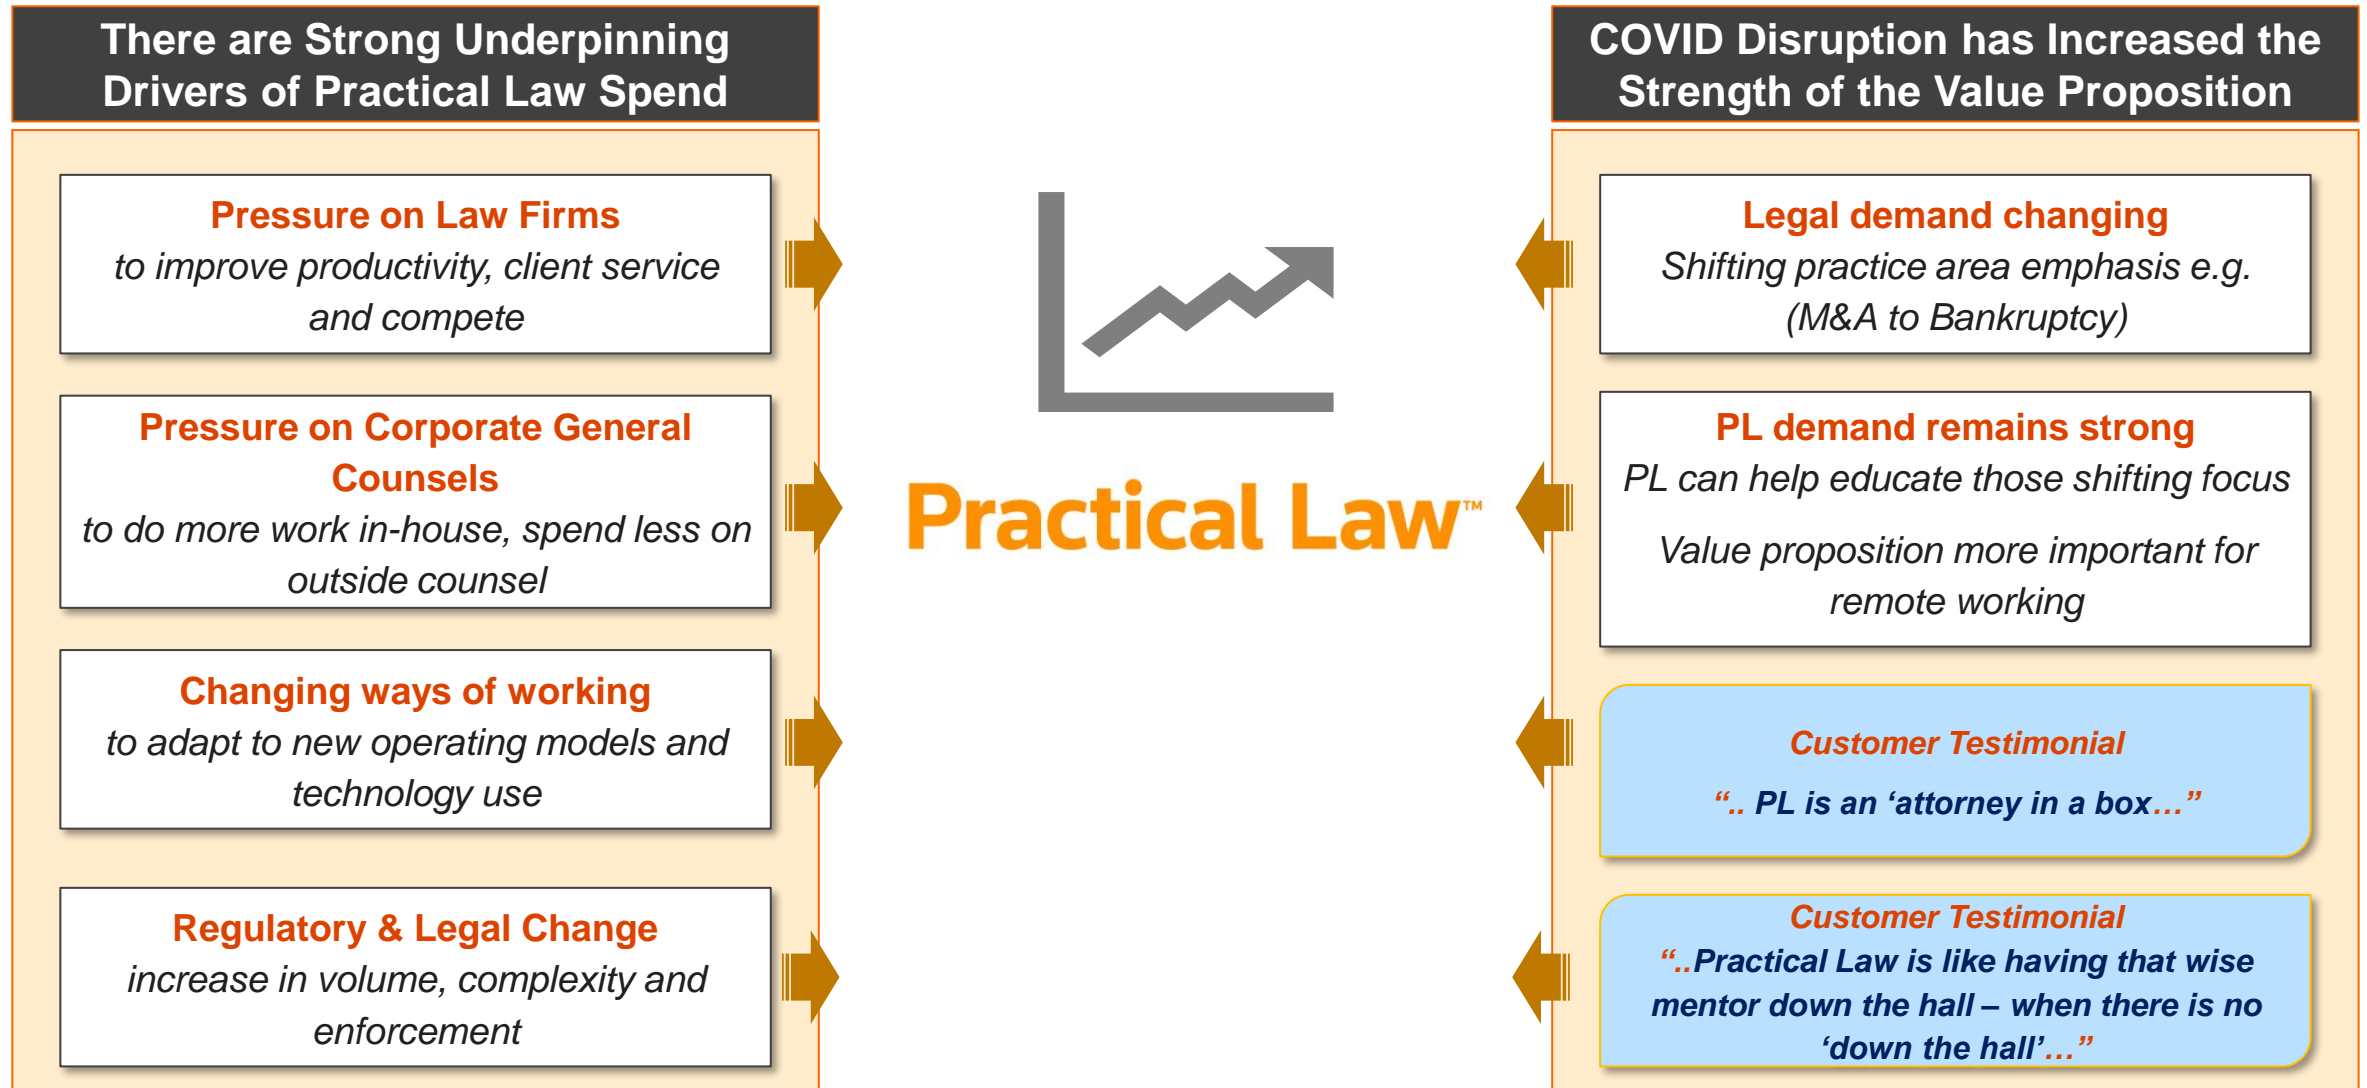 There are Strong Underpinning
Drivers of Practical Law Spend
Pressure on Law Firms
to improve productivity, client service
and compete
Pressure on Corporate General
Counsels
to do more work in-house, spend less on
outside counsel
Changing ways of working
to adapt to new operating models and
technology use
Regulatory & Legal Change
increase in volume, complexity and
enforcement
Practical Law™
COVID Disruption has Increased the
Strength of the Value Proposition
Legal demand changing
Shifting practice area emphasis e.g.
(M&A to Bankruptcy)
PL demand remains strong
PL can help educate those shifting focus
Value proposition more important for
remote working
Customer Testimonial
“.. PL is an ‘attorney in a box…”
Customer Testimonial
“..Practical Law is like having that wise
mentor down the hall – when there is no
‘down the hall’…”